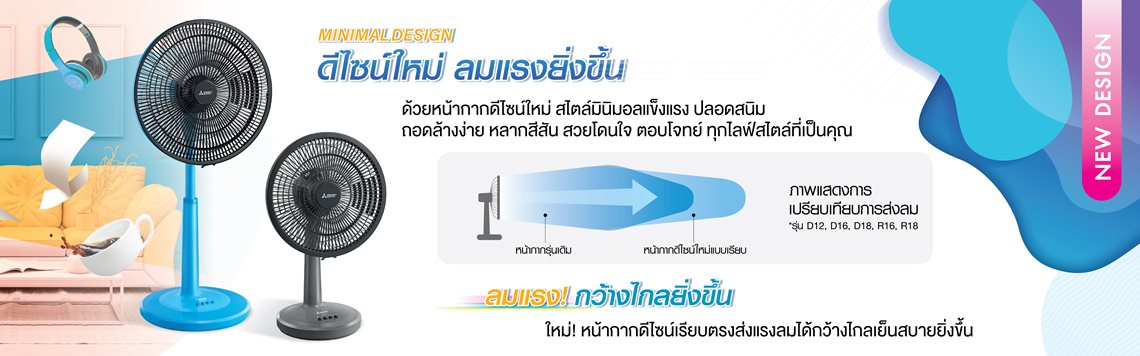 MINIMAL DESIGN
ดีไซน์ใหม่ ลมแรงยิ่งขึ้น
ด้วยหน้ากากดีไซน์ใหม่ สไตล์มินิมอลแข็งแรง ปลอดสนิม
ถอดล้างง่าย หลากสีสัน สวยโดนใจ ตอบโจทย์ ทุกไลฟ์สไตล์ที่เป็นคุณ
ภาพแสดงการ
เปรียบเทียบการส่งลม
*รุ่น D12, D16, D18, R16, R18
หน้ากากรุ่นเดิม
หน้ากากดีไซน์ใหม่แบบเรียบ
ลมแรง! กว้างไกลยิ่งขึ้น
ใหม่! หน้ากากดีไซน์เรียบตรงส่งแรงลมได้กว้างไกลเย็นสบายยิ่งขึ้น
NEW DESIGN